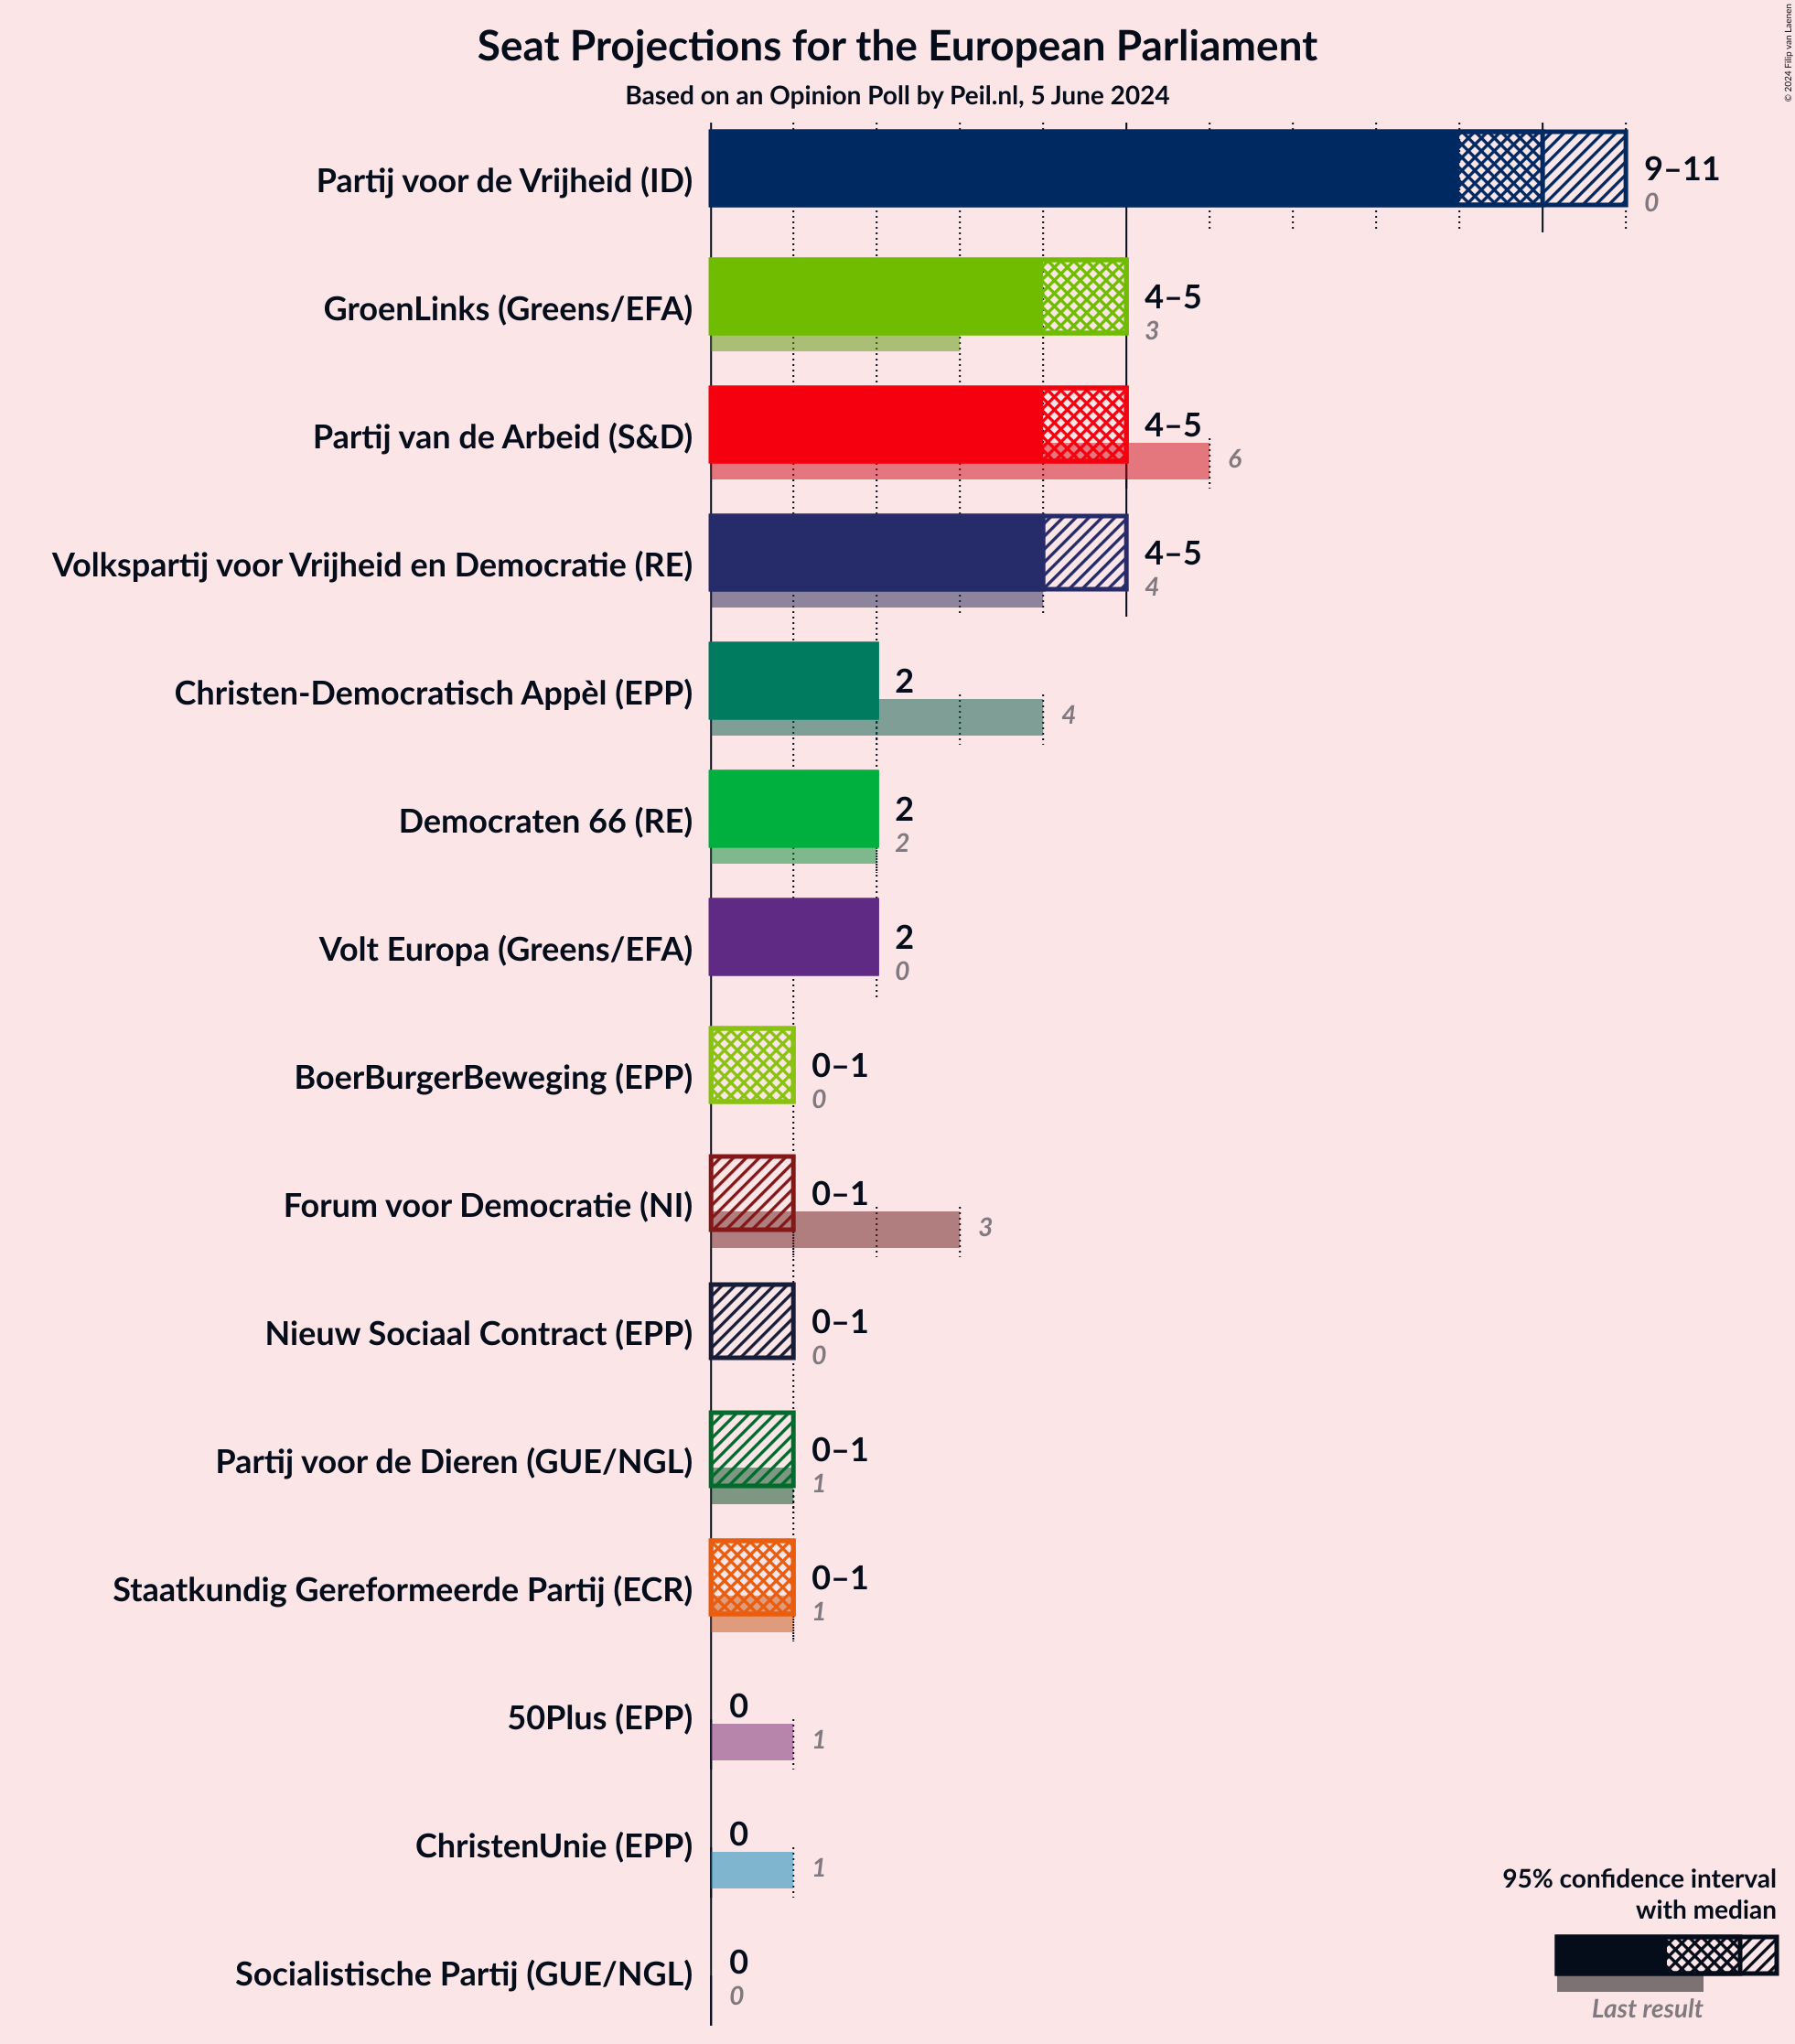 © 2024 Filip van Laenen
Seat Projections for the European Parliament
Based on an Opinion Poll by Peil.nl, 5 June 2024
Partij voor de Vrijheid (ID)
9–11
0
GroenLinks (Greens/EFA)
4–5
3
Partij van de Arbeid (S&D)
4–5
6
Volkspartij voor Vrijheid en Democratie (RE)
4–5
4
Christen-Democratisch Appèl (EPP)
2
4
Democraten 66 (RE)
2
2
Volt Europa (Greens/EFA)
2
0
BoerBurgerBeweging (EPP)
0–1
0
Forum voor Democratie (NI)
0–1
3
Nieuw Sociaal Contract (EPP)
0–1
0
Partij voor de Dieren (GUE/NGL)
0–1
1
Staatkundig Gereformeerde Partij (ECR)
0–1
1
50Plus (EPP)
0
1
ChristenUnie (EPP)
0
1
Socialistische Partij (GUE/NGL)
0
0
95% confidence interval
with median
Last result